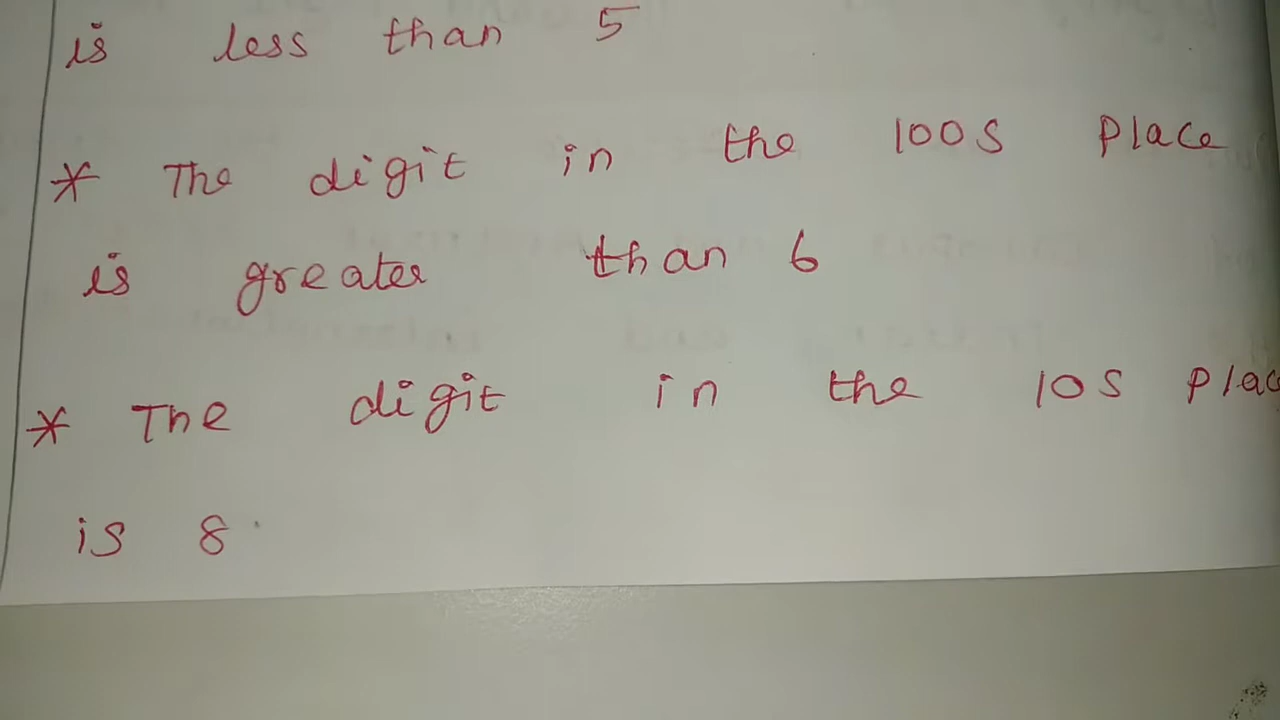 is less than 5
* The digit in the 100s place
is greater than 6
* The digit in the 10s plac
is 8